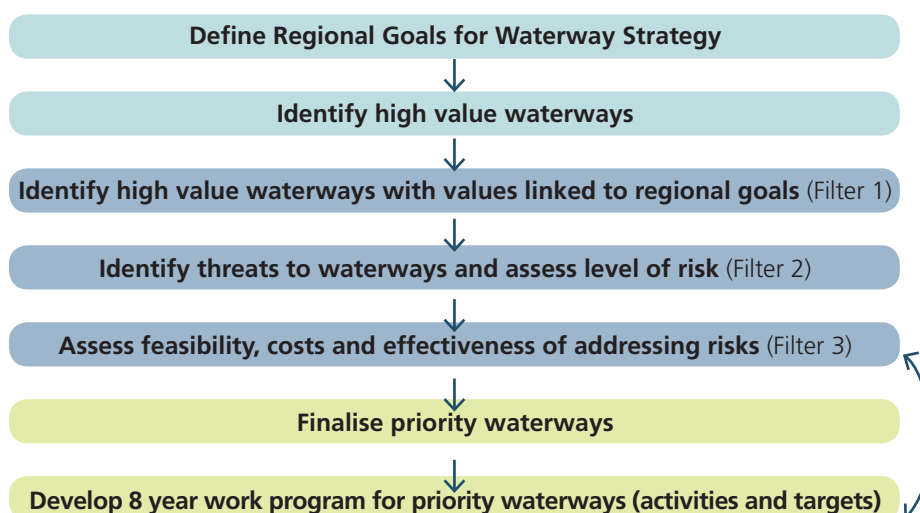 Define Regional Goals for Waterway Strategy
Identify high value waterways
Identify high value waterways with values linked to regional goals (Filter 1)
Identify threats to waterways and assess level of risk (Filter 2)
Assess feasibility, costs and effectiveness of addressing risks (Filter 3)
Finalise priority waterways
Develop 8 year work program for priority waterways (activities and targets)